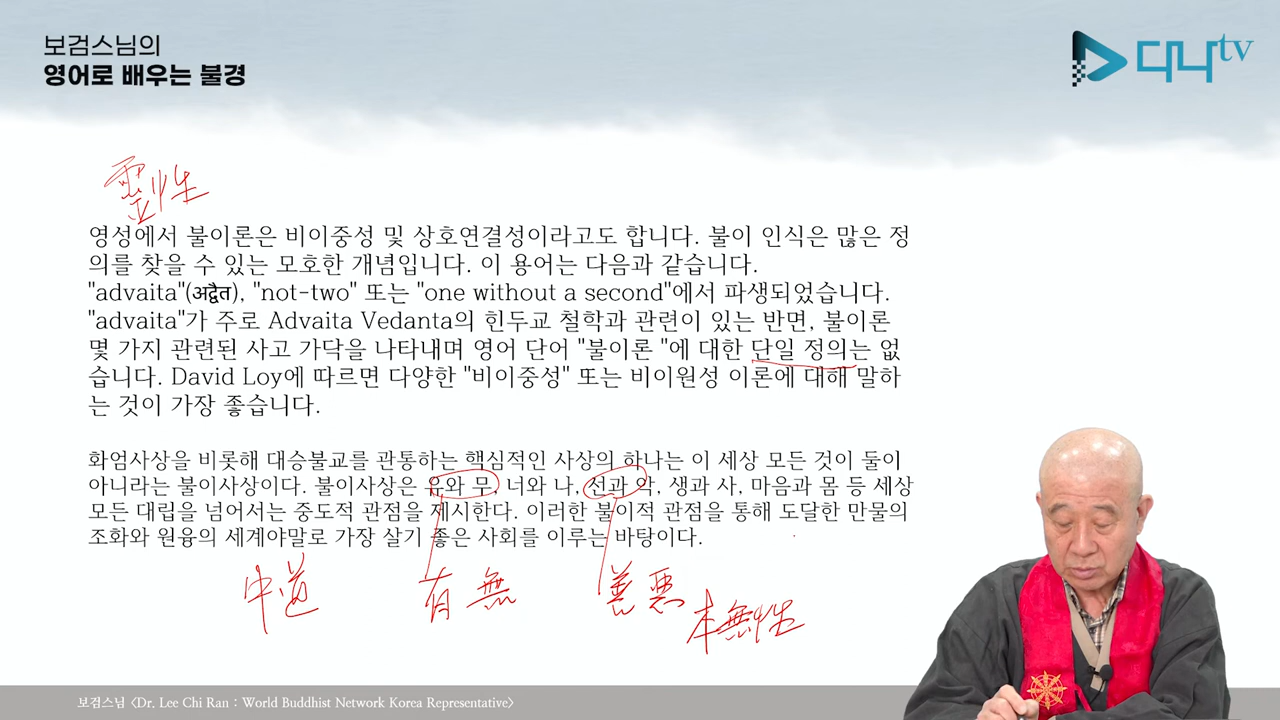 보검스님의
영어로 배우는 불경
디나tv
靈性
영성에서 불이론은 비이중성 및 상호연결성이라고도 합니다. 불이 인식은 많은 정
의를 찾을 수 있는 모호한 개념입니다. 이 용어는 다음과 같습니다.
"advaita"(अद्वैत), "not-two" 또는 "one without a second"에서 파생되었습니다.
"advaita"가 주로 Advaita Vedanta의 힌두교 철학과 관련이 있는 반면, 불이론
몇 가지 관련된 사고 가닥을 나타내며 영어 단어 "불이론 "에 대한 단일 정의는 없
습니다. David Loy에 따르면 다양한 "비이중성" 또는 비이원성 이론에 대해 말하
는 것이 가장 좋습니다.
화엄사상을 비롯해 대승불교를 관통하는 핵심적인 사상의 하나는 이 세상 모든 것이 둘이
아니라는 불이사상이다. 불이사상은 유와 무, 너와 나, 선과 악, 생과 사, 마음과 몸 등 세상
모든 대립을 넘어서는 중도적 관점을 제시한다. 이러한 불이적 관점을 통해 도달한 만물의
조화와 원융의 세계야말로 가장 살기 좋은 사회를 이루는 바탕이다.
中道 有無 善惡 本無性
보검스님 <Dr. Lee Chi Ran : World Buddhist Network Korea Representative>